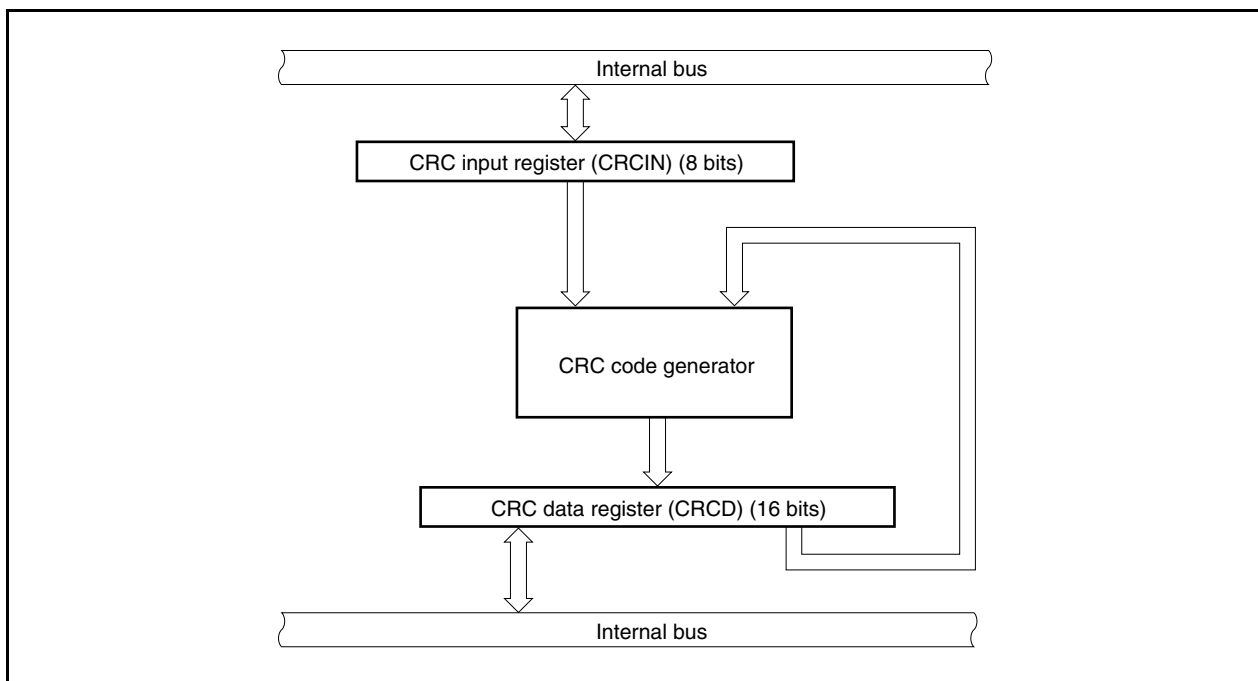 Internal bus
CRC input register (CRCIN) (8 bits)
CRC code generator
CRC data register (CRCD) (16 bits)
Internal bus